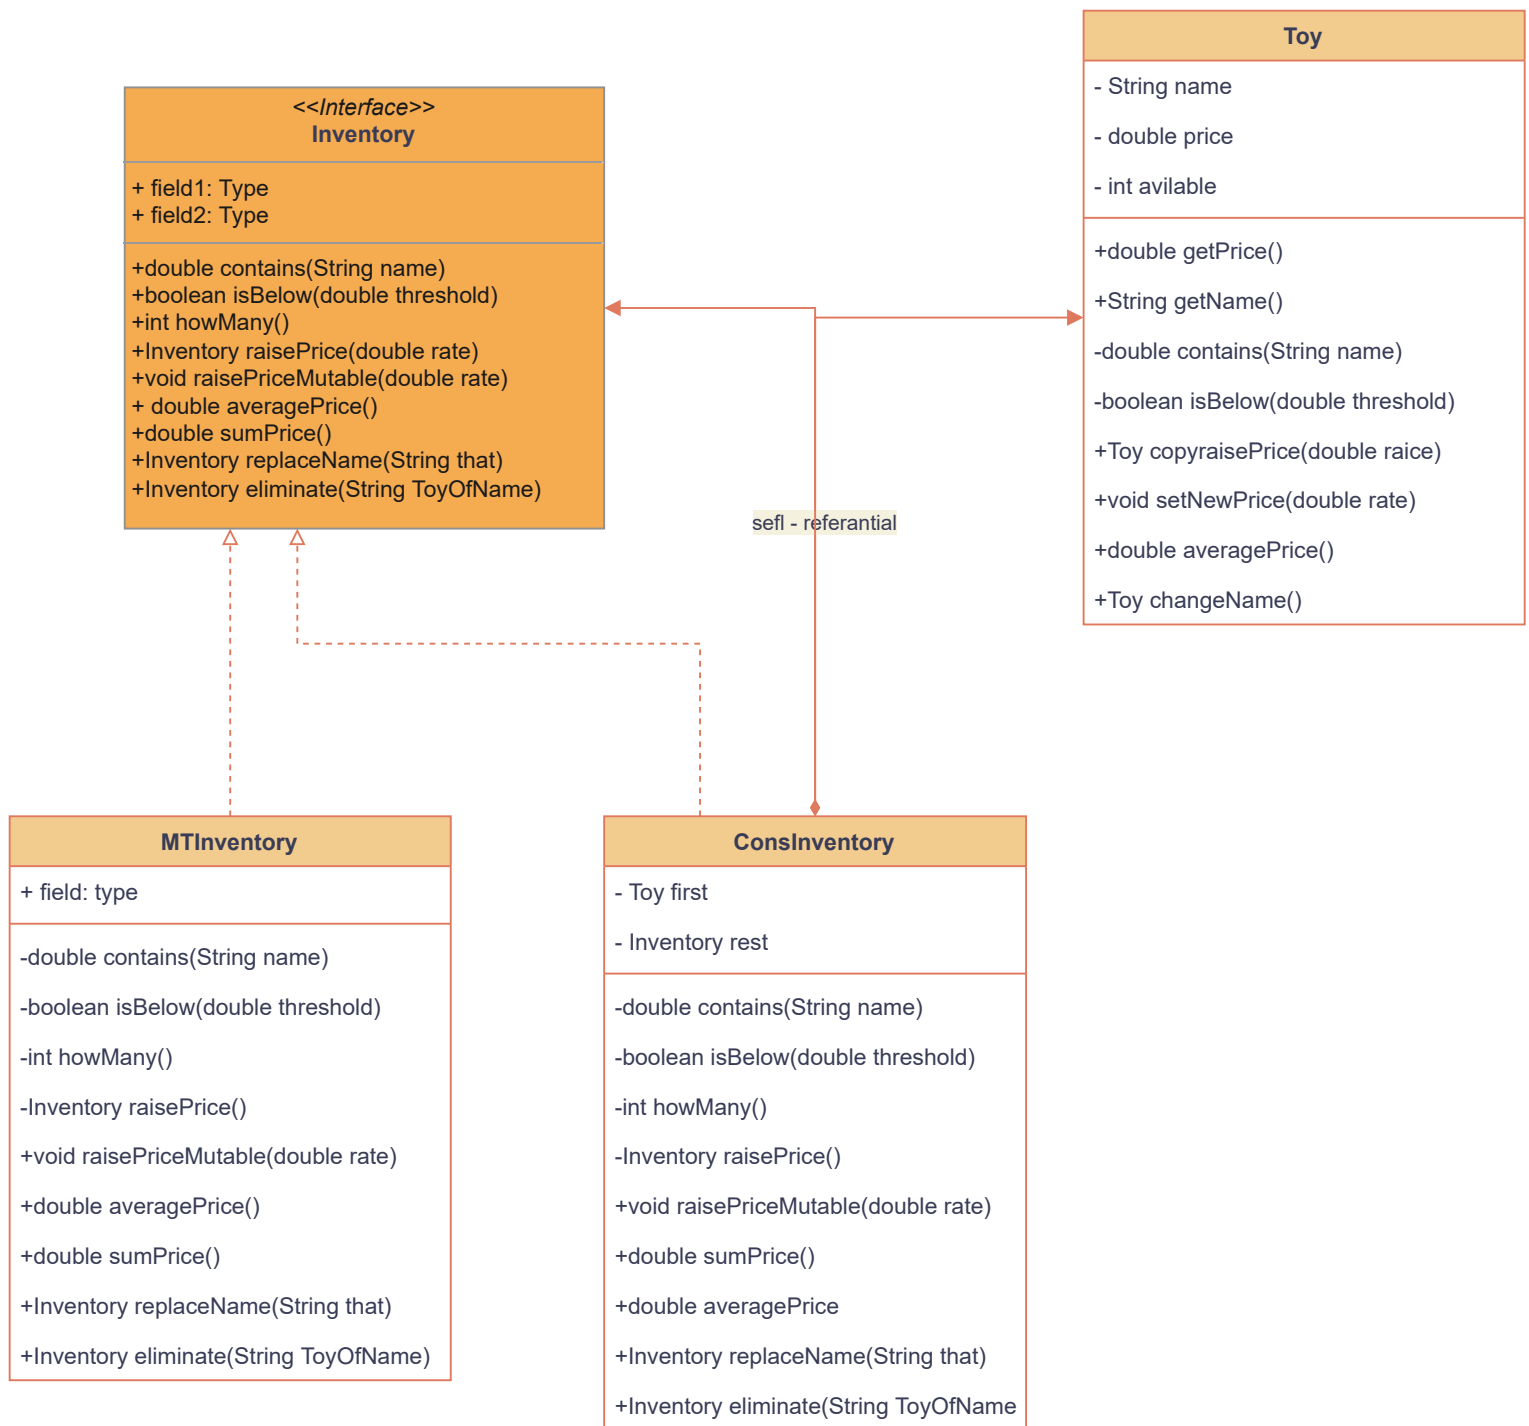 <<Interface>>
Inventory
+ field1: Type
+ field2: Type
+double contains(String name)
+boolean isBelow(double threshold)
+int howMany()
+Inventory raisePrice(double rate)
+void raisePriceMutable(double rate)
+ double averagePrice()
+double sumPrice()
+Inventory replaceName(String that)
+Inventory eliminate(String ToyOfName)
Toy
- String name
- double price
- int avilable
+double getPrice()
+String getName()
-double contains(String name)
-boolean isBelow(double threshold)
+Toy copyraisePrice(double raice)
+void setNewPrice(double rate)
+double averagePrice()
+Toy changeName()
sefl - referantial
MTInventory
+ field: type
-double contains(String name)
-boolean isBelow(double threshold)
-int howMany()
-Inventory raisePrice()
+void raisePriceMutable(double rate)
+double averagePrice()
+double sumPrice()
+Inventory replaceName(String that)
+Inventory eliminate(String ToyOfName)
ConsInventory
- Toy first
- Inventory rest
-double contains(String name)
-boolean isBelow(double threshold)
-int howMany()
-Inventory raisePrice()
+void raisePriceMutable(double rate)
+double sumPrice()
+double averagePrice
+Inventory replaceName(String that)
+Inventory eliminate(String ToyOfName